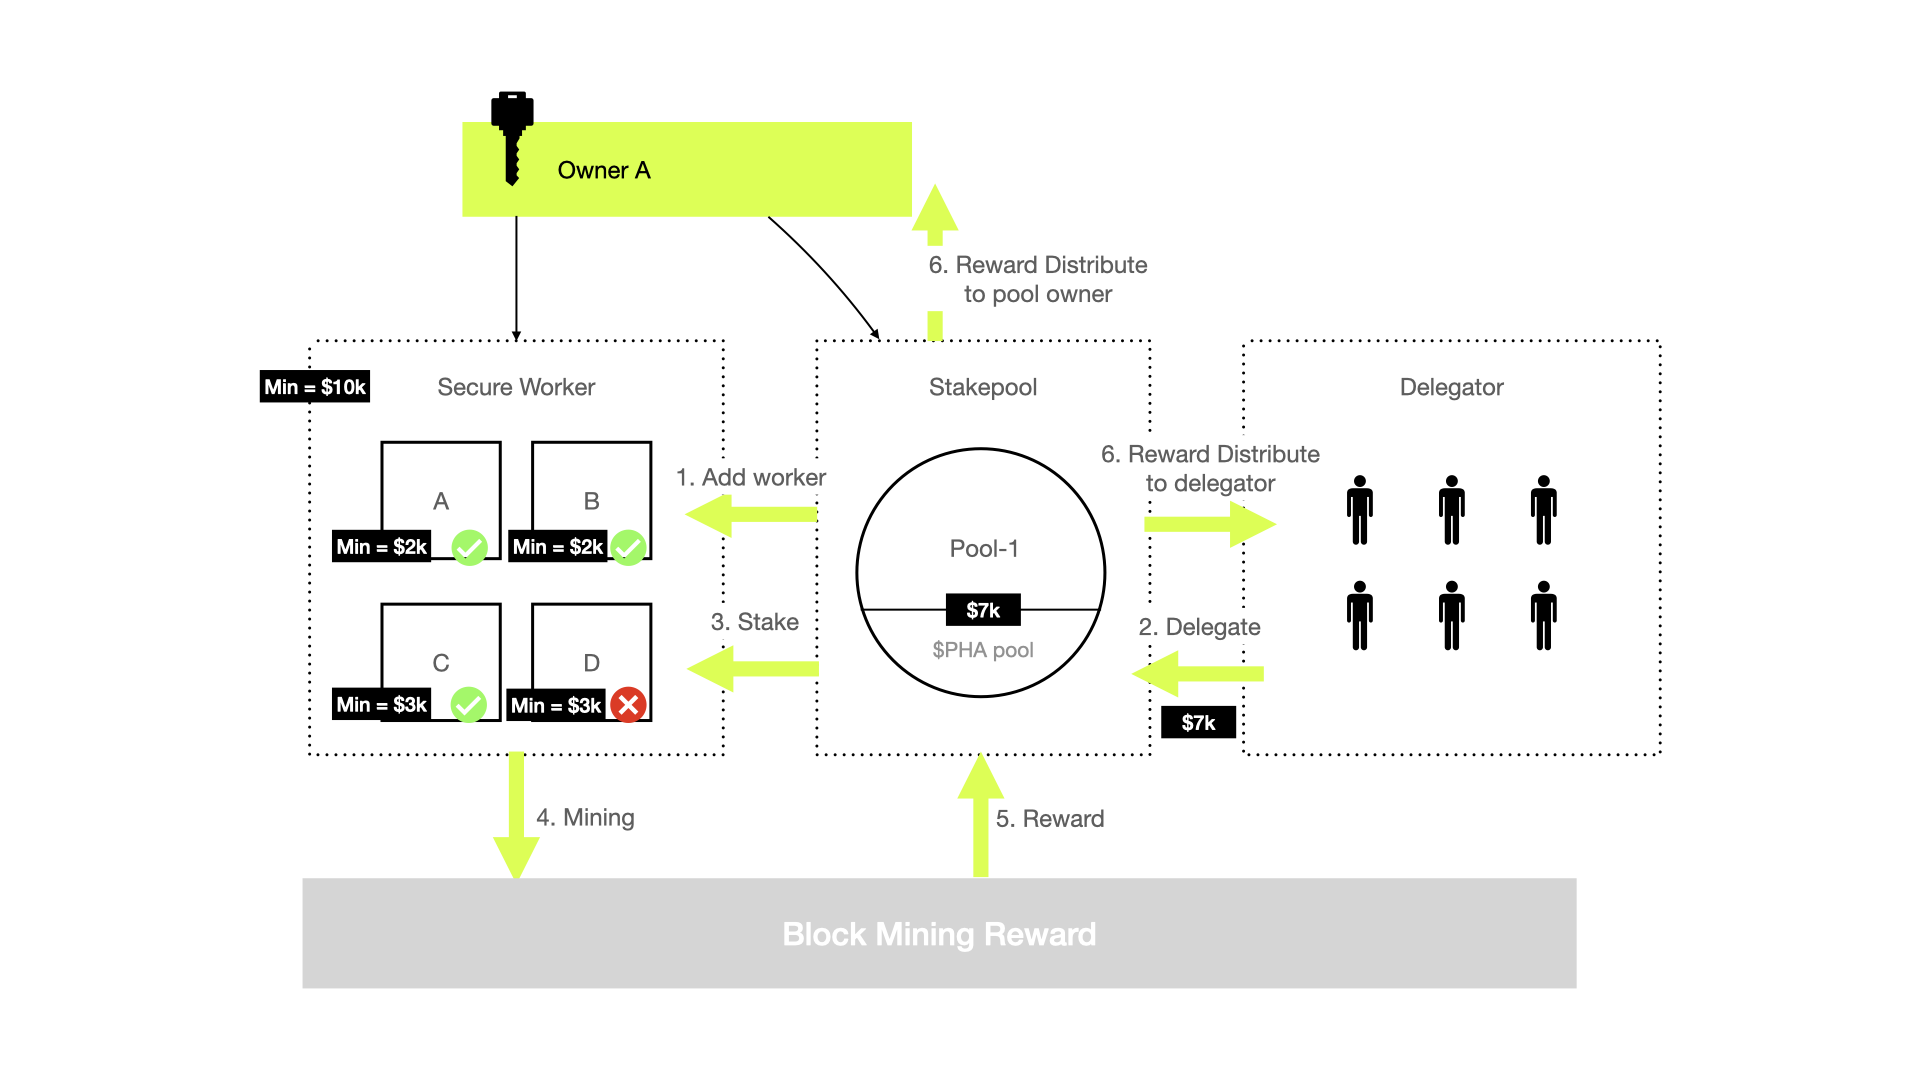 Owner A
6. Reward Distribute
to pool owner
Min = $10k
Secure Worker
Stakepool
Delegator
A
B
Min = $2k
Min = $2k
C
D
Min = $3k
Min = $3k
1. Add worker
3. Stake
Pool-1
$7k
$PHA pool
6. Reward Distribute
to delegator
2. Delegate
$7k
4. Mining
5. Reward
Block Mining Reward